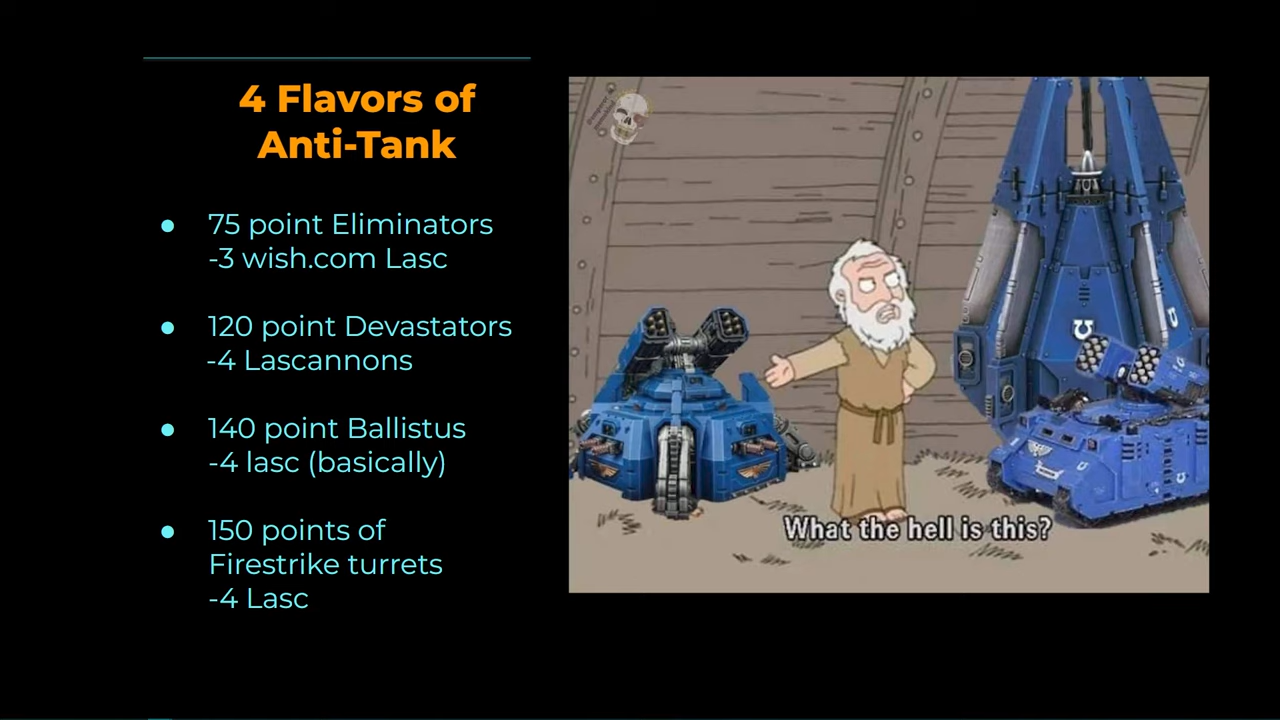 4 Flavors of
Anti-Tank
● 75 point Eliminators
-3 wish.com Lasc
● 120 point Devastators
-4 Lascannons
● 140 point Ballistus
-4 lasc (basically)
● 150 points of
Firestrike turrets
-4 Lasc
What the hell is this?